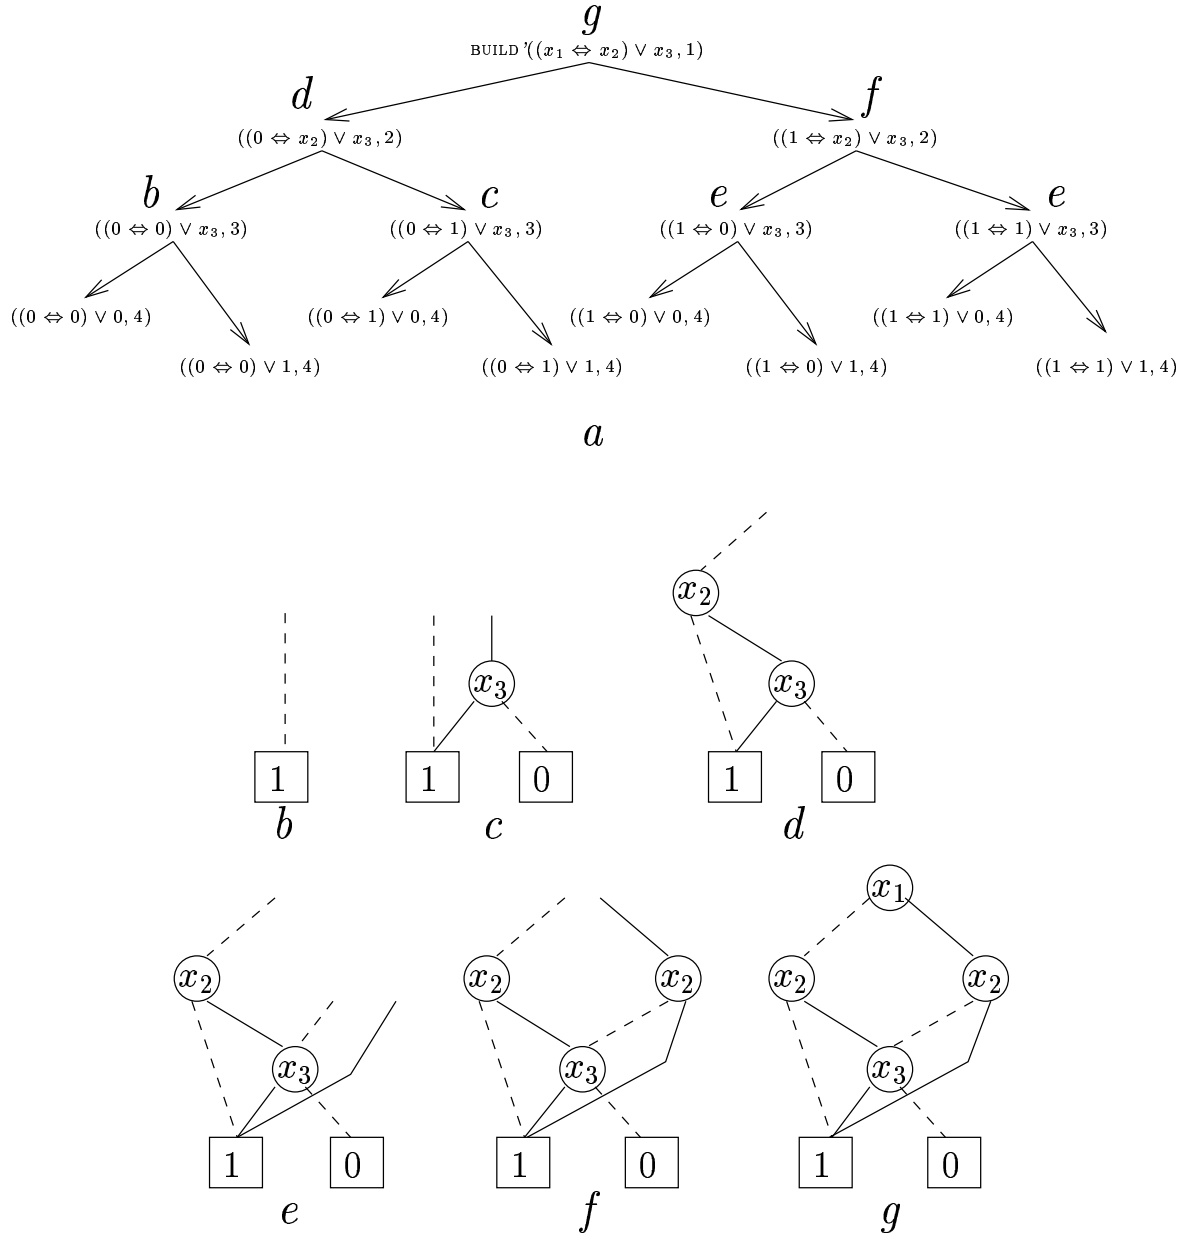 g
BUILD'((x₁ ⇔ x₂) ∨ x₃, 1)
d f
((0 ⇔ x₂) ∨ x₃, 2) ((1 ⇔ x₂) ∨ x₃, 2)
b c e e
((0 ⇔ 0) ∨ x₃, 3) ((0 ⇔ 1) ∨ x₃, 3) ((1 ⇔ 0) ∨ x₃, 3) ((1 ⇔ 1) ∨ x₃, 3)
((0 ⇔ 0) ∨ 0, 4) ((0 ⇔ 1) ∨ 0, 4) ((1 ⇔ 0) ∨ 0, 4) ((1 ⇔ 1) ∨ 0, 4)
((0 ⇔ 0) ∨ 1, 4) ((0 ⇔ 1) ∨ 1, 4) ((1 ⇔ 0) ∨ 1, 4) ((1 ⇔ 1) ∨ 1, 4)
a
x₂
x₃ x₃
1 1 0 1 0
b c d
x₁
x₂ x₂ x₂ x₂ x₂
x₃ x₃ x₃
1 0 1 0 1 0
e f g